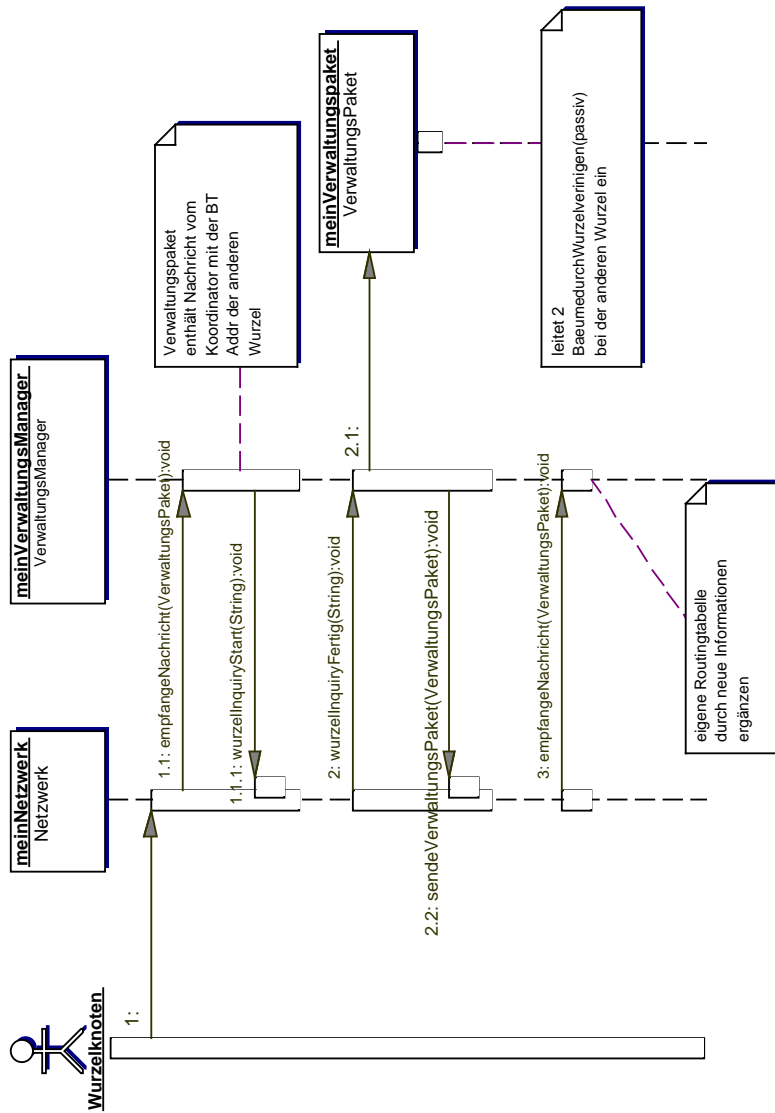 Wurzelknoten
meinNetzwerk
Netzwerk
meinVerwaltungsManager
VerwaltungsManager
1:
1.1: empfangeNachricht(VerwaltungsPaket):void
Verwaltungspaket
enthält Nachricht vom
Koordinator mit der BT
Addr der anderen
Wurzel
1.1.1: wurzelInquiryStart(String):void
2: wurzelInquiryFertig(String):void
2.1:
meinVerwaltungspaket
VerwaltungsPaket
2.2: sendeVerwaltungsPaket(VerwaltungsPaket):void
3: empfangeNachricht(VerwaltungsPaket):void
leitet 2
BaeumedurchWurzelverinigen(passiv)
bei der anderen Wurzel ein
eigene Routingtabelle
durch neue Informationen
ergänzen